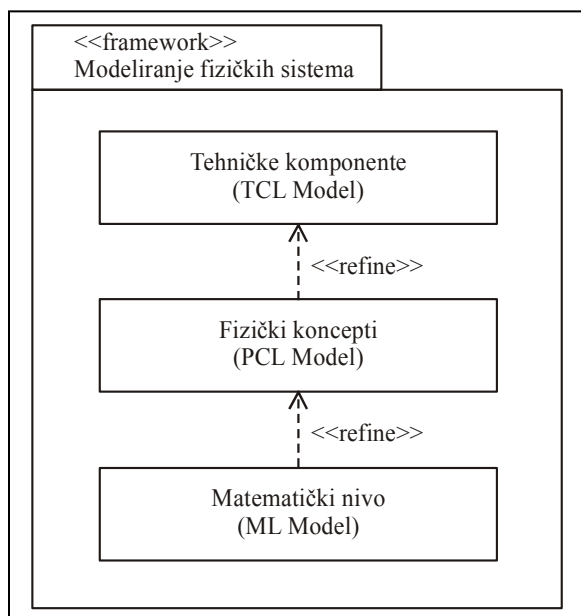 <<framework>>
Modeliranje fizičkih sistema
Tehničke komponente
(TCL Model)
<<refine>>
Fizički koncepti
(PCL Model)
<<refine>>
Matematički nivo
(ML Model)